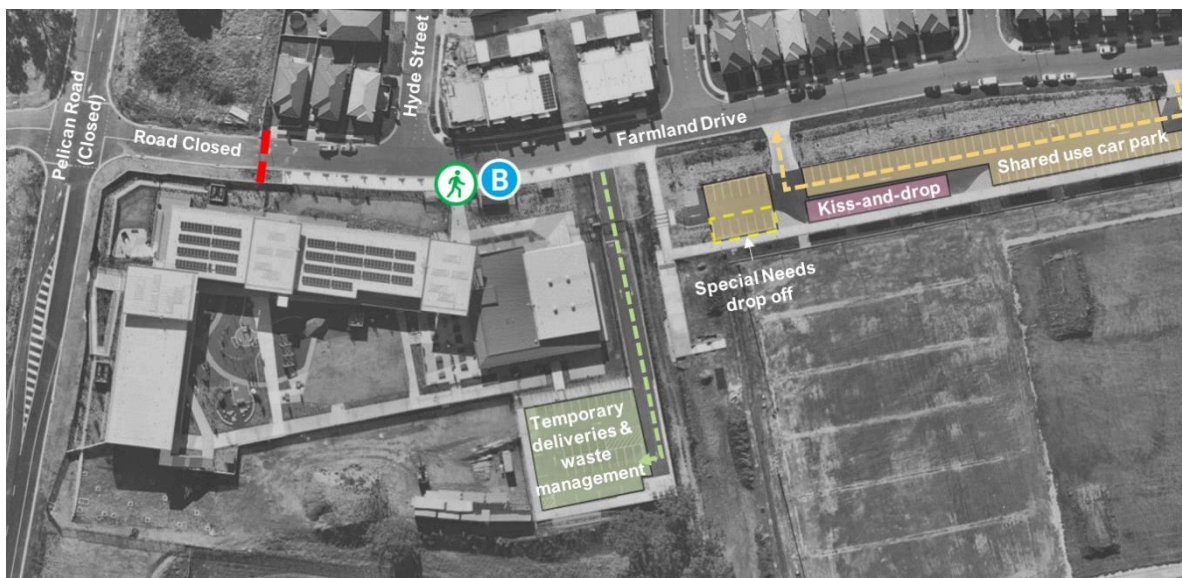 Pelican Road
(Closed)
Road Closed
Hyde Street
Farmland Drive
B
Shared use car park
Kiss-and-drop
Special Needs
drop off
Temporary
deliveries &
waste
management